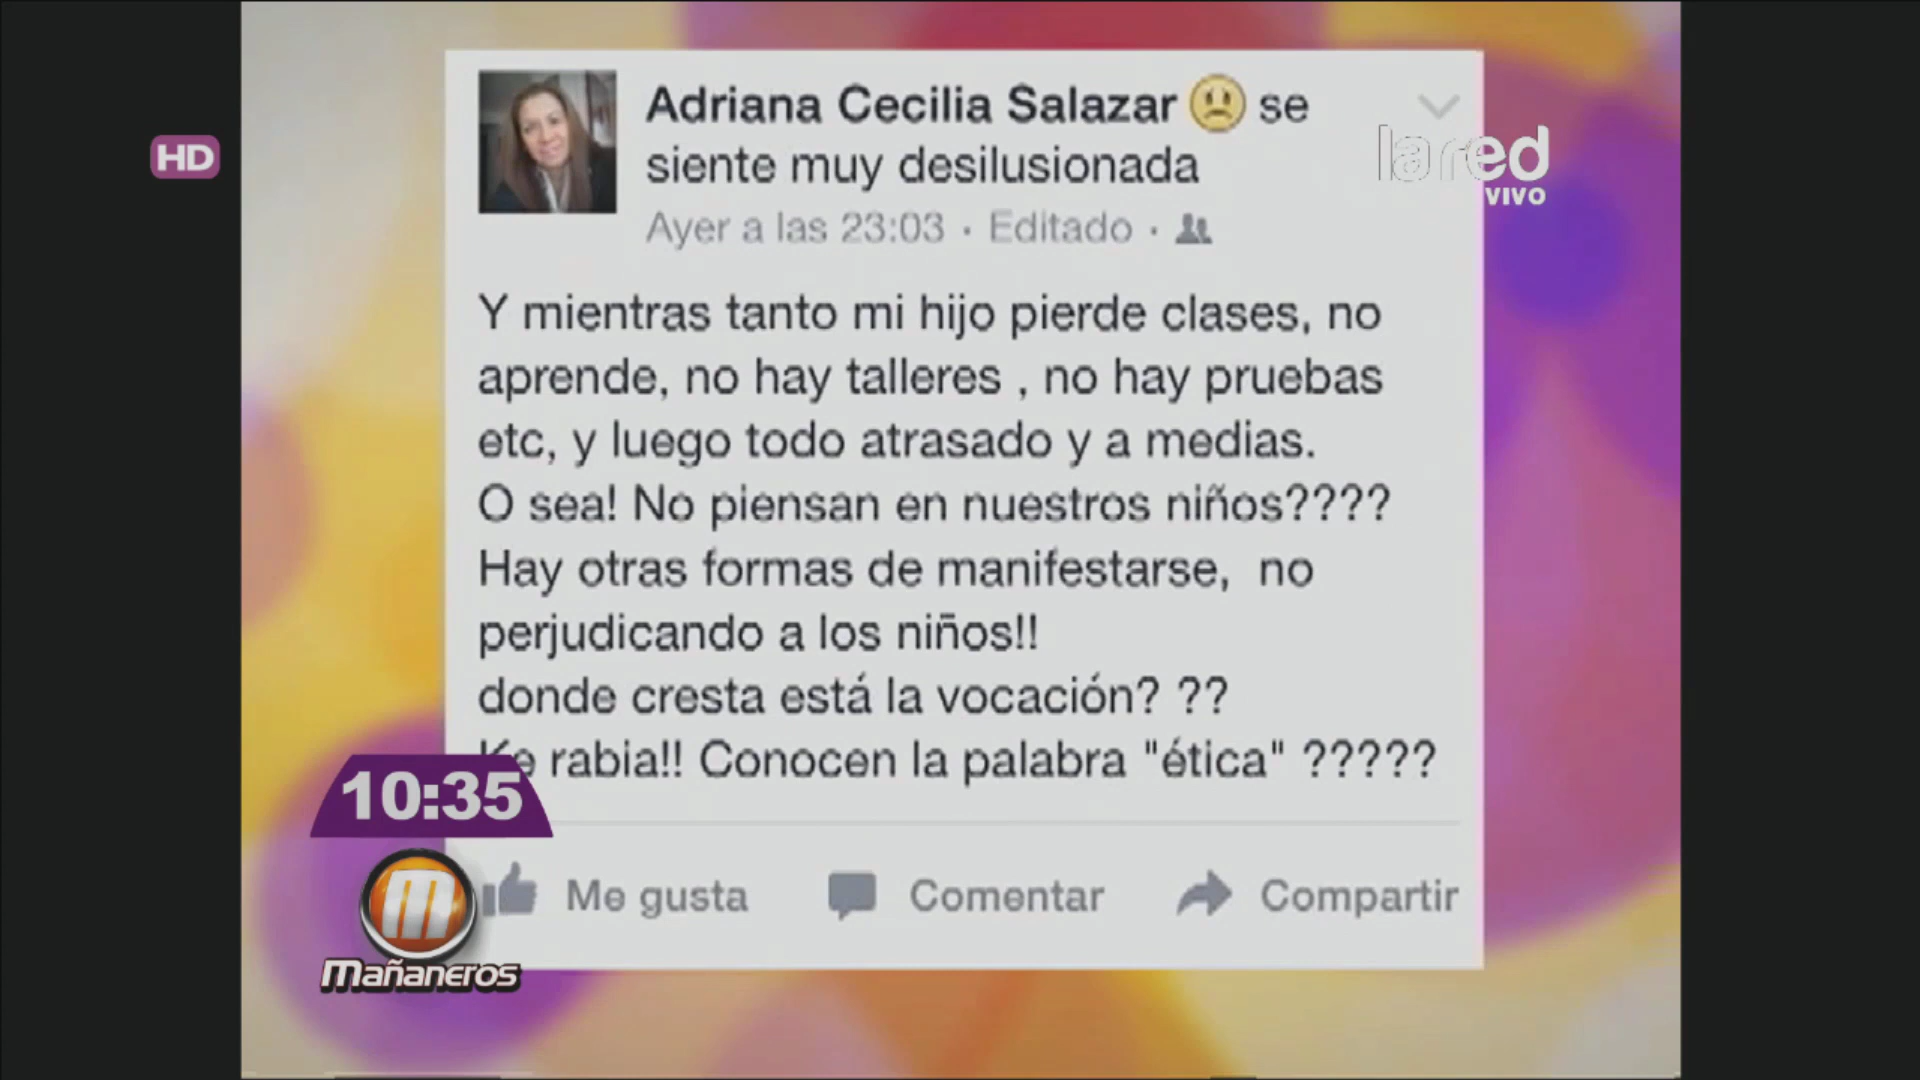 HD
la red
VIVO
Adriana Cecilia Salazar se
siente muy desilusionada
Ayer a las 23:03 · Editado ·
Y mientras tanto mi hijo pierde clases, no
aprende, no hay talleres , no hay pruebas
etc, y luego todo atrasado y a medias.
O sea! No piensan en nuestros niños????
Hay otras formas de manifestarse, no
perjudicando a los niños!!
donde cresta está la vocación? ??
Ke rabia!! Conocen la palabra "ética" ?????
10:35
Me gusta
Comentar
Compartir
Mañaneros